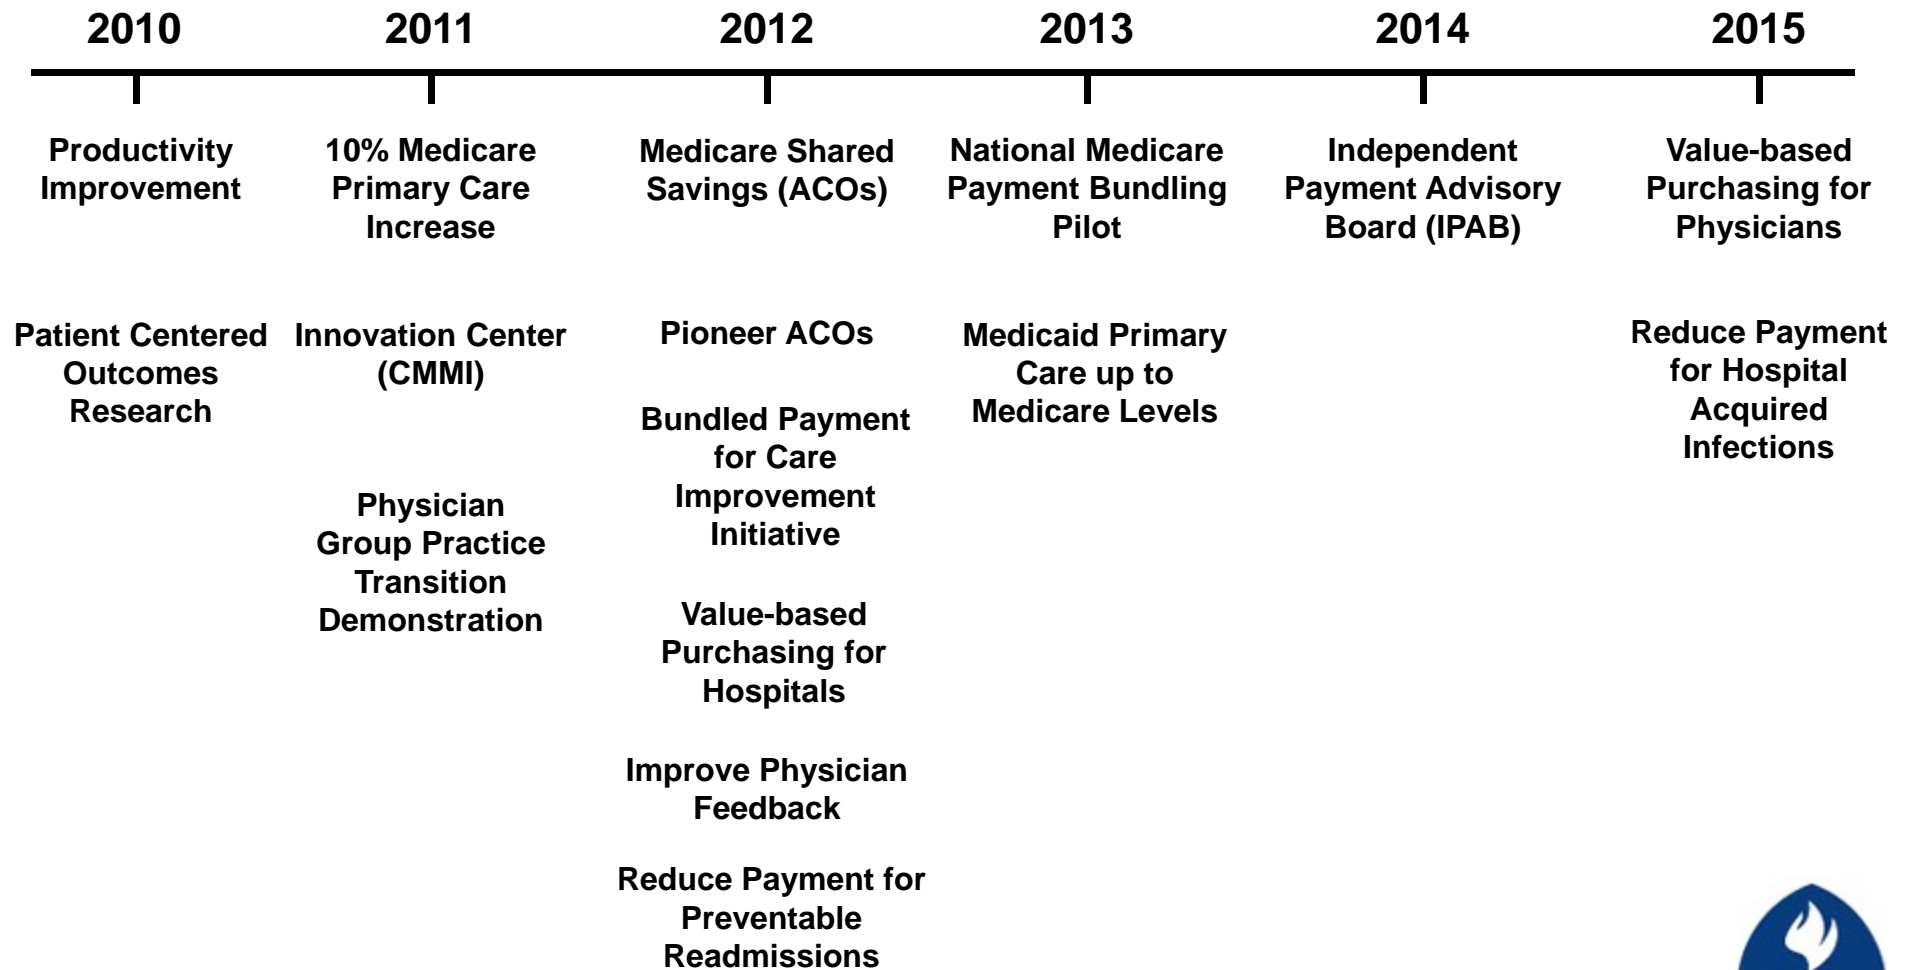 2010
2011
2012
2013
2014
2015
Productivity
Improvement
Patient Centered
Outcomes
Research
10% Medicare
Primary Care
Increase
Innovation Center
(CMMI)
Physician
Group Practice
Transition
Demonstration
Medicare Shared
Savings (ACOs)
Pioneer ACOs
Bundled Payment
for Care
Improvement
Initiative
Value-based
Purchasing for
Hospitals
Improve Physician
Feedback
Reduce Payment for
Preventable
Readmissions
National Medicare
Payment Bundling
Pilot
Medicaid Primary
Care up to
Medicare Levels
Independent
Payment Advisory
Board (IPAB)
Value-based
Purchasing for
Physicians
Reduce Payment
for Hospital
Acquired
Infections